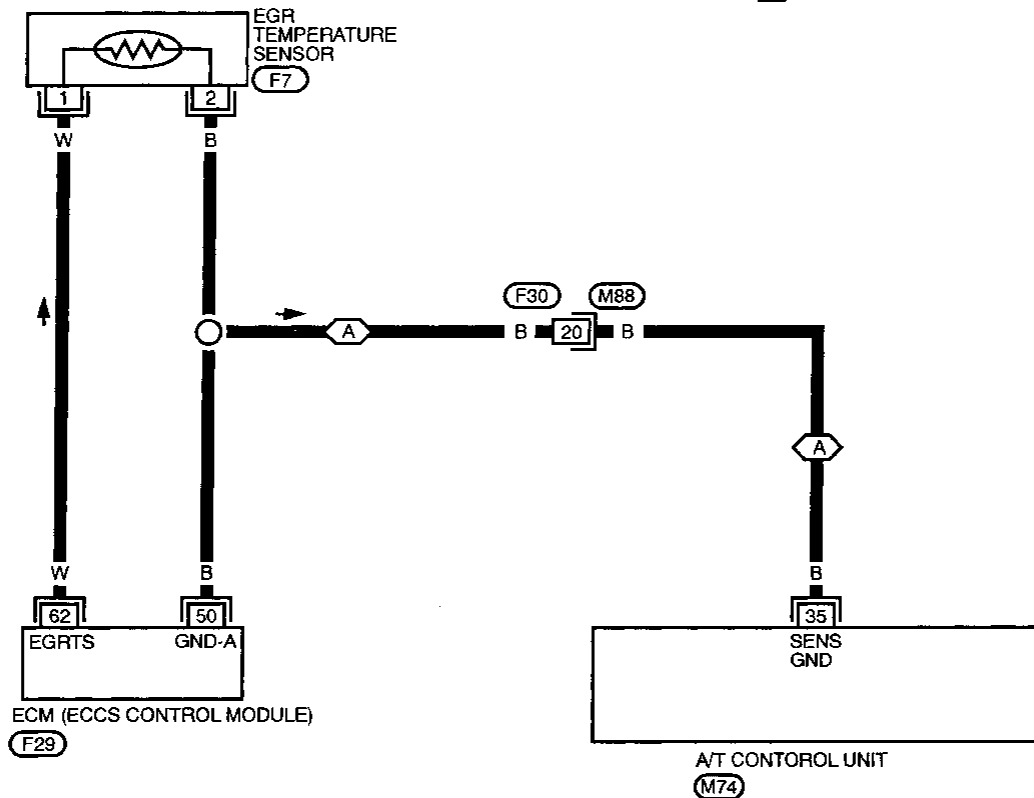 EGR
TEMPERATURE
SENSOR
F7
1 2
W B
F30 M88
A B 20 B
A
W B B
62 50 35
EGRTS GND-A SENS
GND
ECM (ECCS CONTROL MODULE)
F29
A/T CONTOROL UNIT
M74